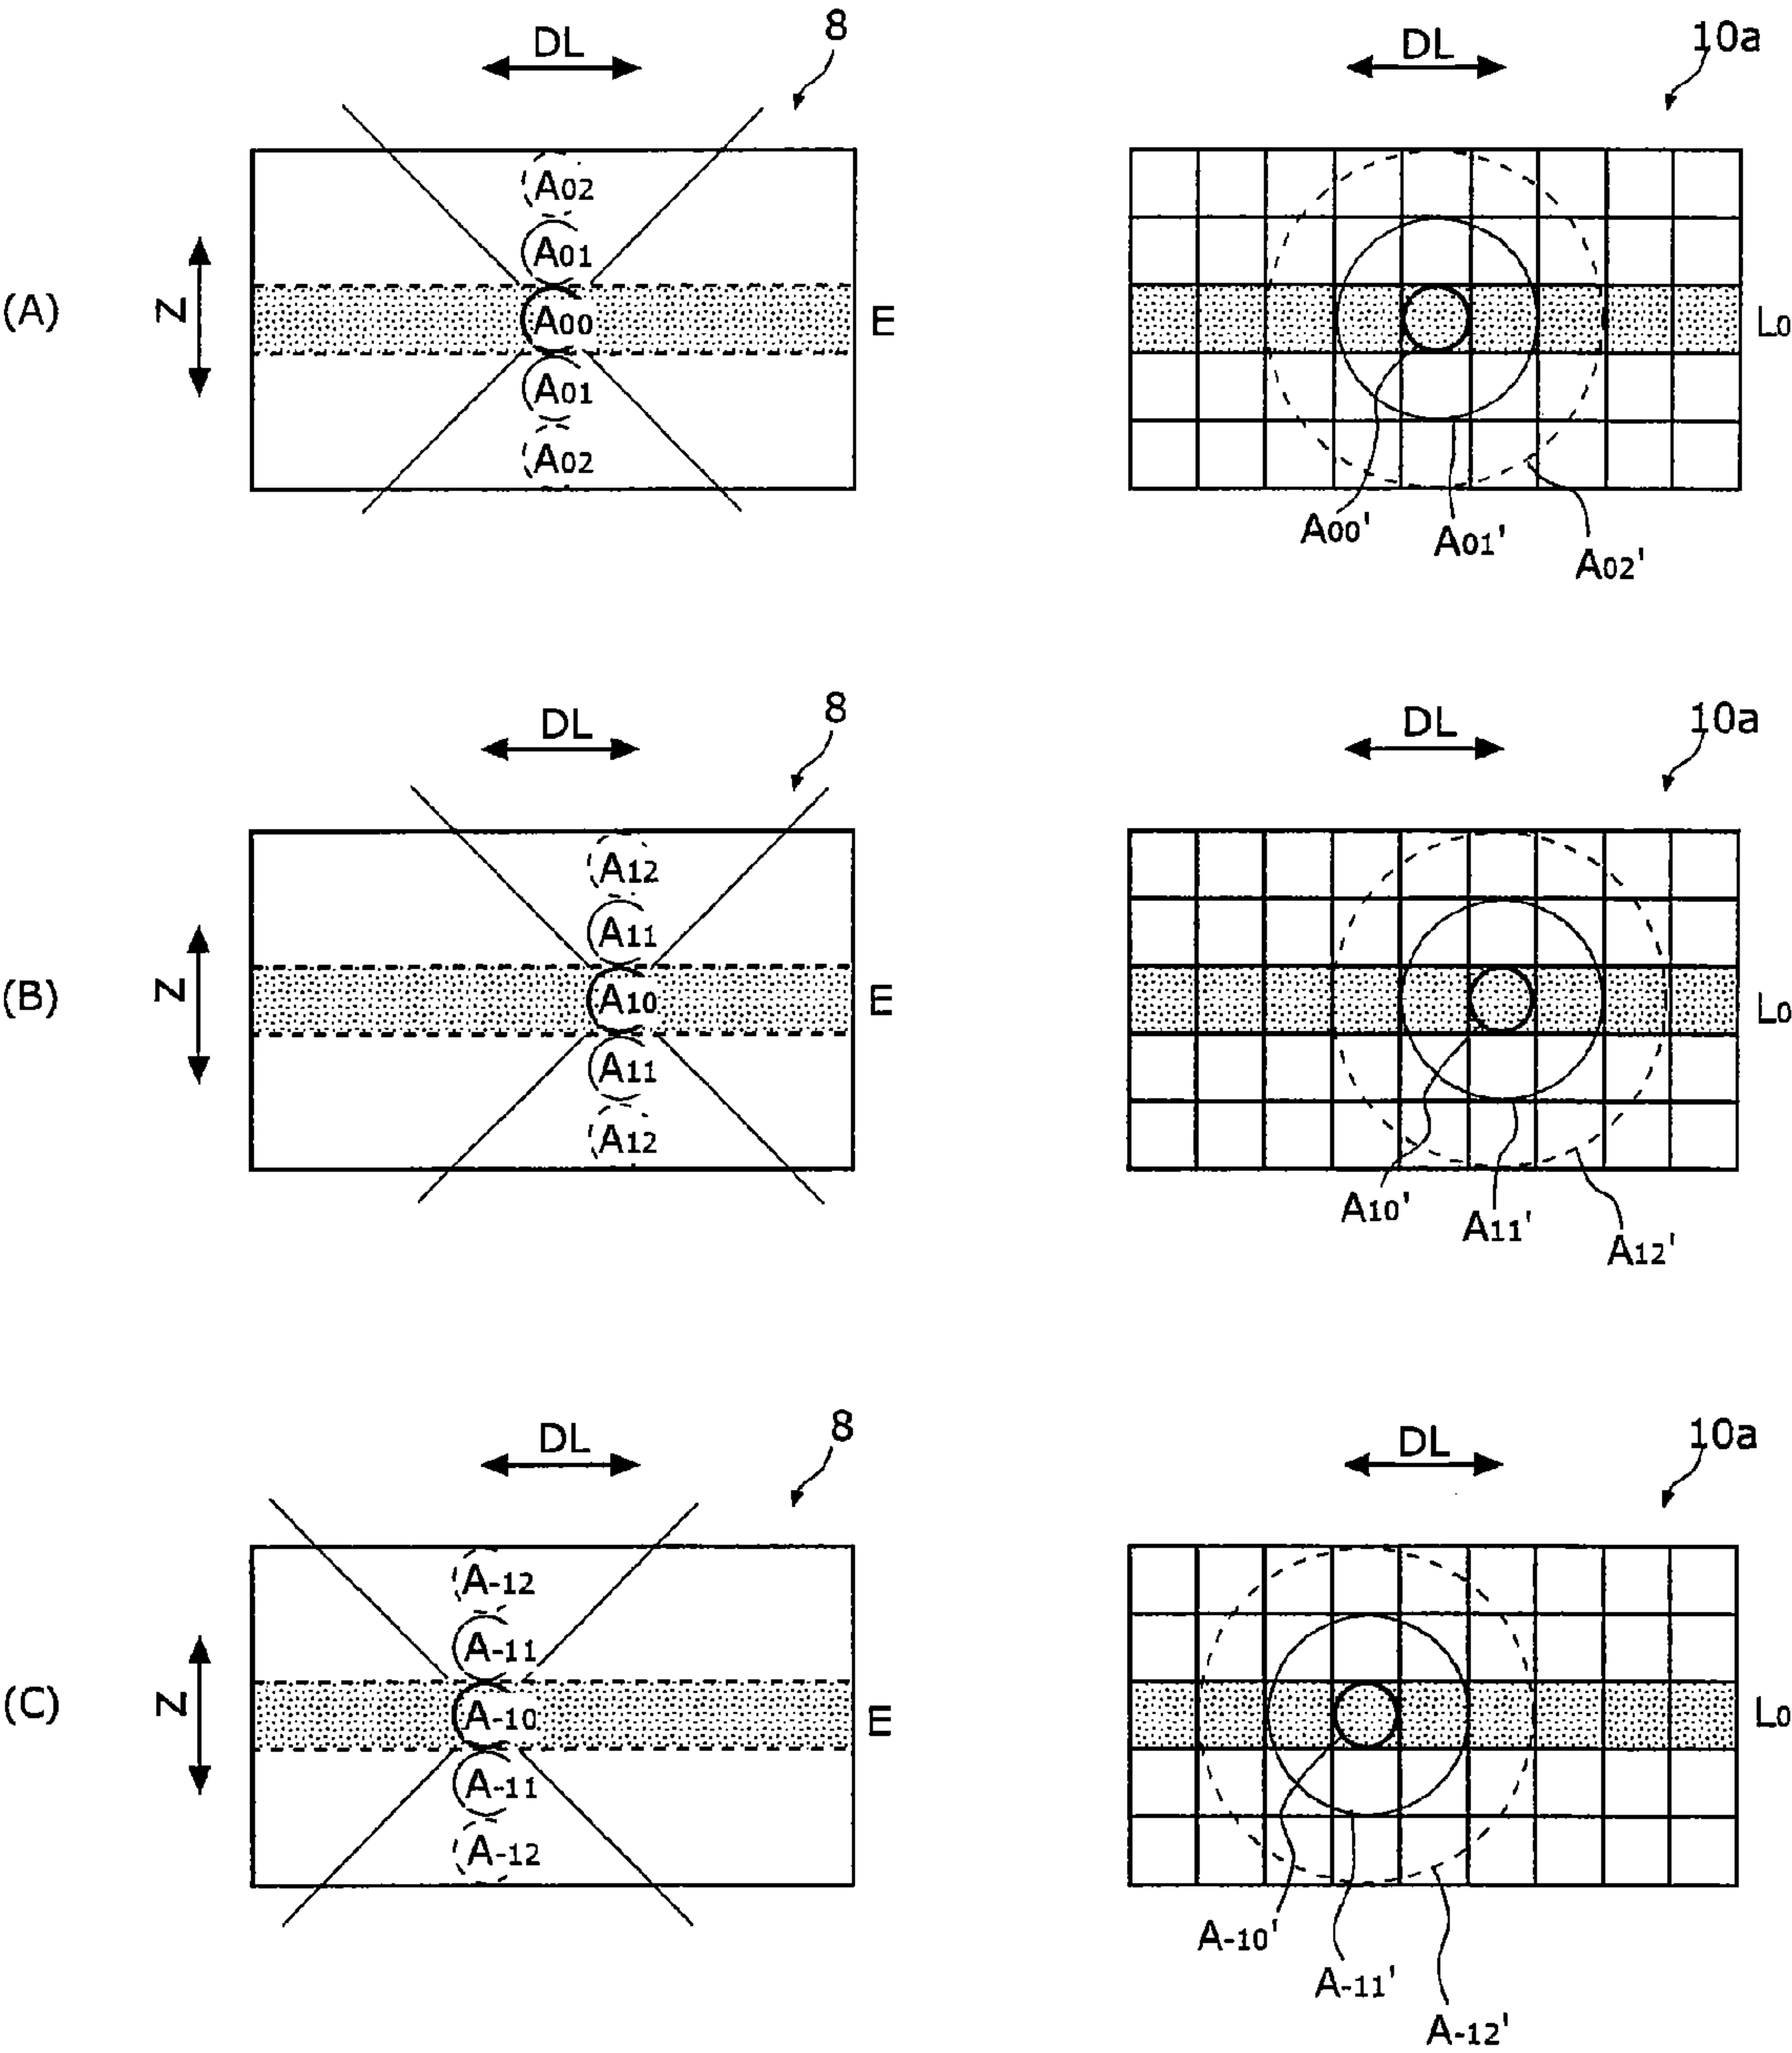 DL 8 DL 10a
A02
A01
(A) Z A00 E L0
A01
A02
A00' A01' A02'
DL 8 DL 10a
A12
A11
(B) Z A10 E L0
A11
A12
A10' A11' A12'
DL 8 DL 10a
A-12
A-11
(C) Z A-10 E L0
A-11
A-12
A-10'
A-11'
A-12'